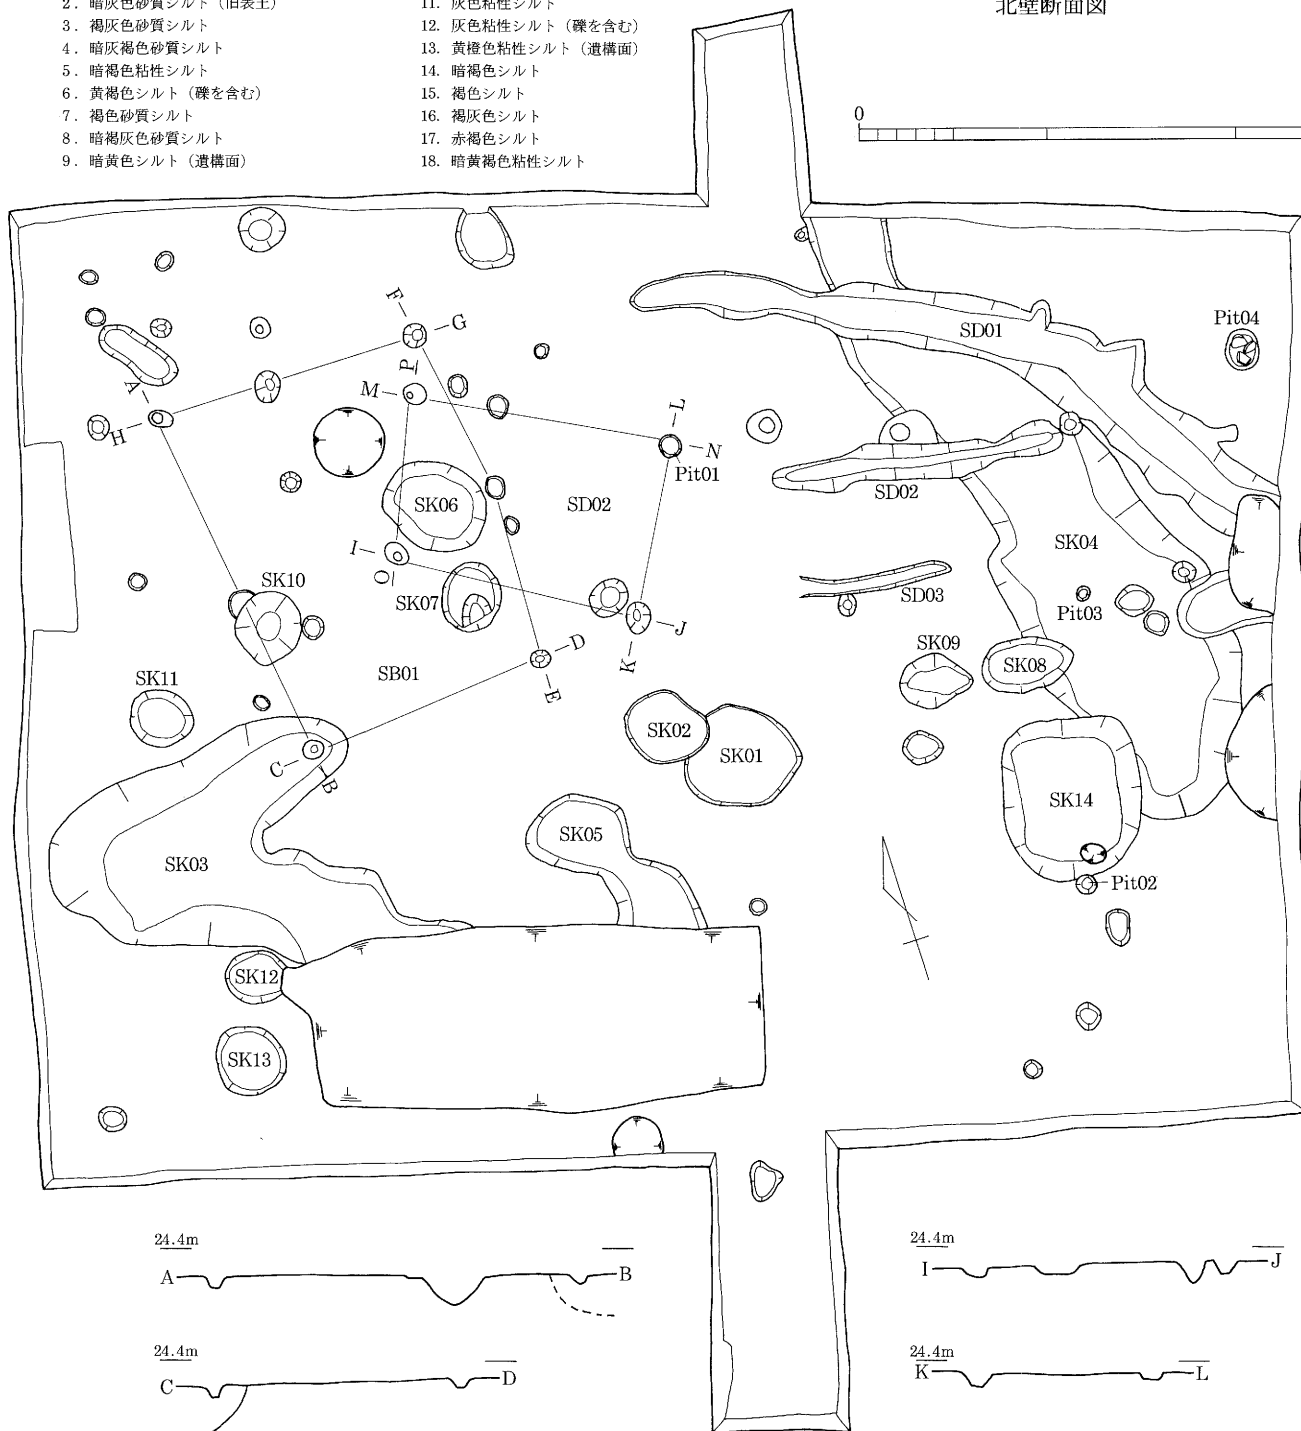 2. 暗灰色砂質シルト（旧表土）
3. 褐灰色砂質シルト
4. 暗灰褐色砂質シルト
5. 暗褐色粘性シルト
6. 黄褐色シルト（礫を含む）
7. 褐色砂質シルト
8. 暗褐灰色砂質シルト
9. 暗黄色シルト（遺構面）
11. 灰色粘性シルト
12. 灰色粘性シルト（礫を含む）
13. 黄橙色粘性シルト（遺構面）
14. 暗褐色シルト
15. 褐色シルト
16. 褐灰色シルト
17. 赤褐色シルト
18. 暗黄褐色粘性シルト
北壁断面図
0
F
G
SD01
Pit04
A
P
M
L
H
N
Pit01
SK06
SD02
SD02
SK04
I
O
SK10
SK07
SD03
Pit03
J
D
K
SK09
SK08
SB01
E
SK11
SK02
SK01
C
B
SK14
SK05
SK03
Pit02
SK12
SK13
24.4m
A
B
24.4m
I
J
24.4m
C
D
24.4m
K
L